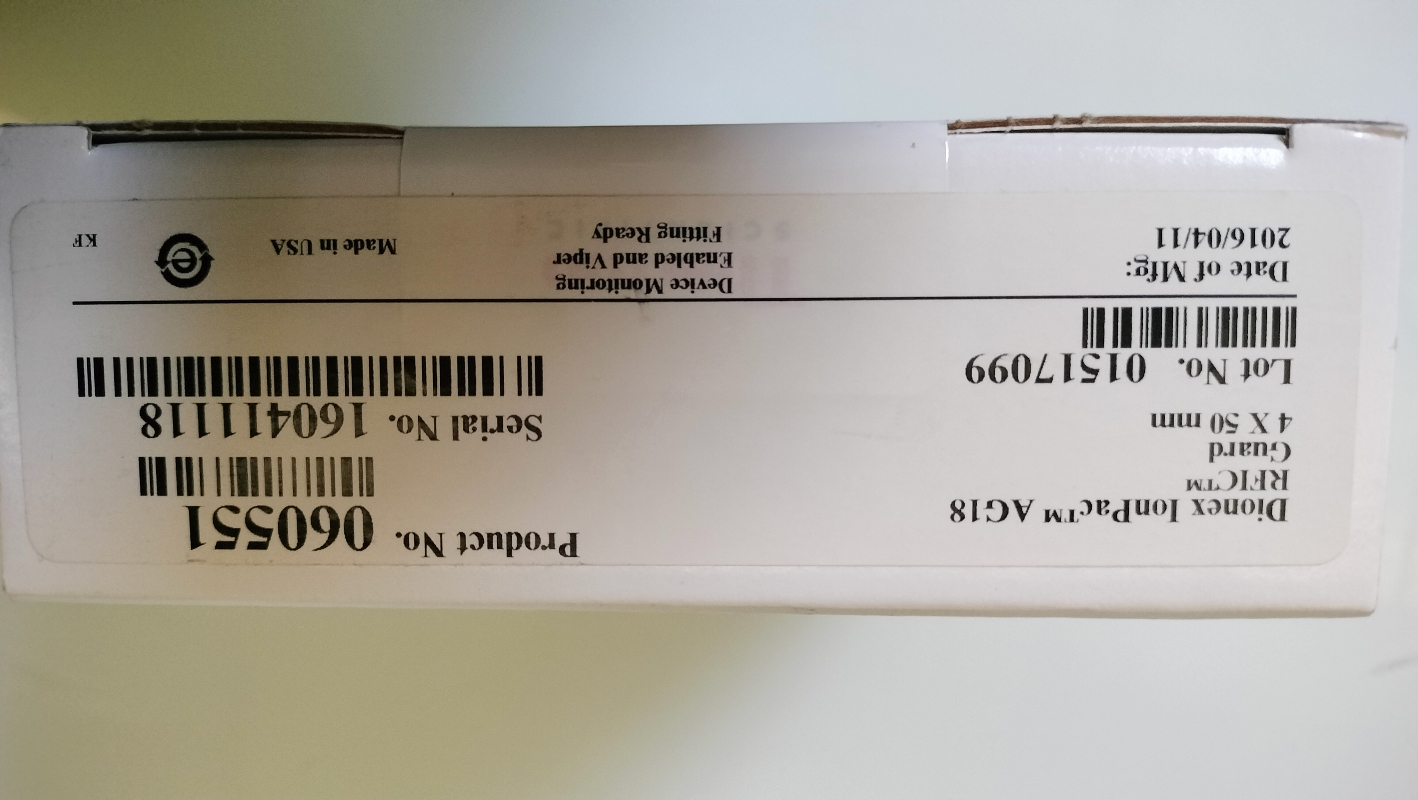 Dionex IonPac™ AG18
RFIC™
Guard
4 X 50 mm
Lot No. 01517099
Product No. 060551
Serial No. 160411118
Date of Mfg:
2016/04/11
Device Monitoring
Enabled and Viper
Fitting Ready
Made in USA
e
KF